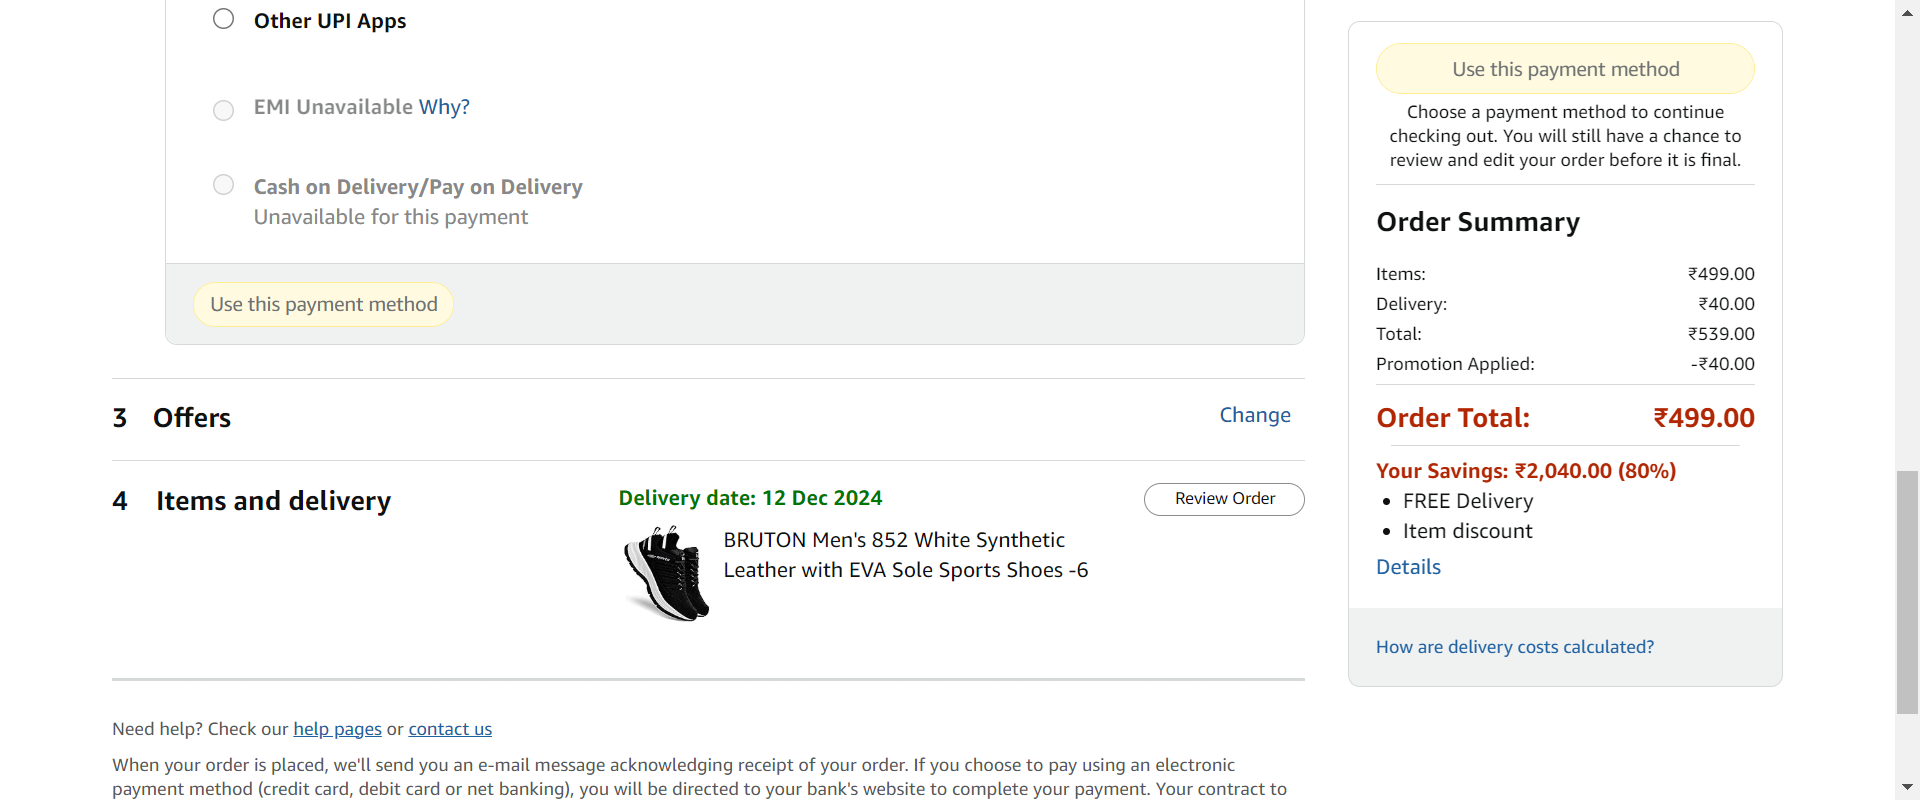 Other UPI Apps
EMI Unavailable Why?
Cash on Delivery/Pay on Delivery
Unavailable for this payment
Use this payment method
3 Offers
Change
4 Items and delivery
Delivery date: 12 Dec 2024
Review Order
BRUTON Men's 852 White Synthetic
Leather with EVA Sole Sports Shoes -6
Need help? Check our help pages or contact us
When your order is placed, we'll send you an e-mail message acknowledging receipt of your order. If you choose to pay using an electronic
payment method (credit card, debit card or net banking), you will be directed to your bank's website to complete your payment. Your contract to
Use this payment method
Choose a payment method to continue
checking out. You will still have a chance to
review and edit your order before it is final.
Order Summary
Items: ₹499.00
Delivery: ₹40.00
Total: ₹539.00
Promotion Applied: -₹40.00
Order Total: ₹499.00
Your Savings: ₹2,040.00 (80%)
• FREE Delivery
• Item discount
Details
How are delivery costs calculated?